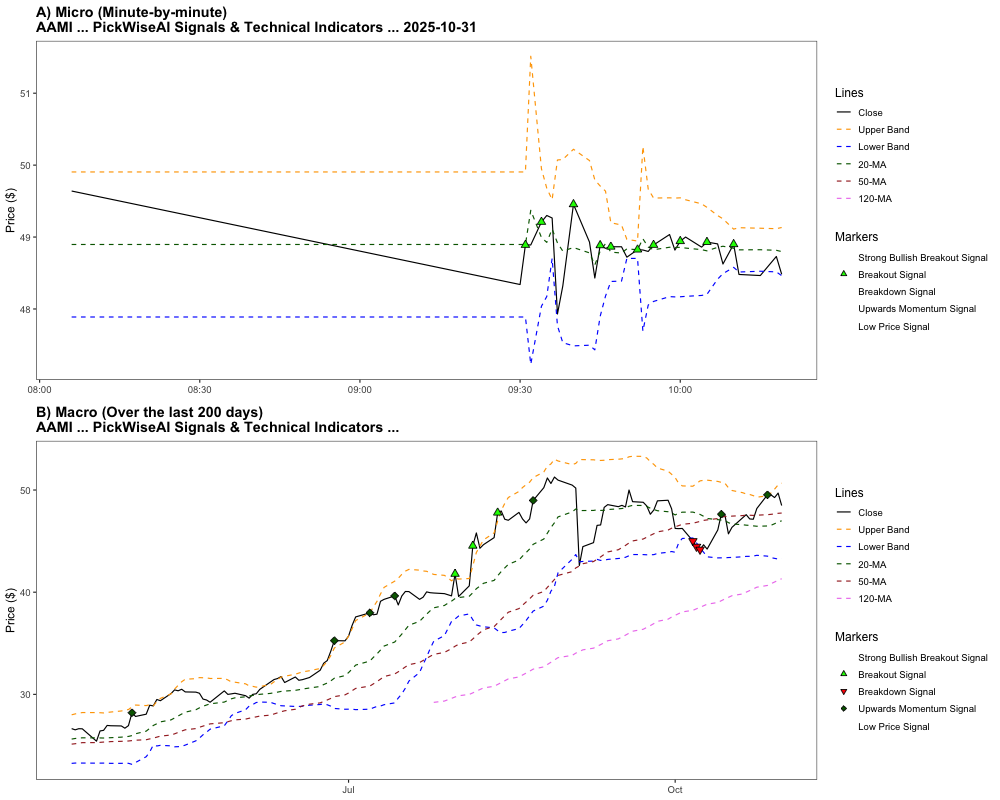 A) Micro (Minute-by-minute)
AAMI ... PickWiseAI Signals & Technical Indicators ... 2025-10-31
Price ($)
51
50
49
48
08:00
08:30
09:00
09:30
10:00
Lines
Close
Upper Band
Lower Band
20-MA
50-MA
120-MA
Markers
Strong Bullish Breakout Signal
Breakout Signal
Breakdown Signal
Upwards Momentum Signal
Low Price Signal
B) Macro (Over the last 200 days)
AAMI ... PickWiseAI Signals & Technical Indicators ...
Price ($)
50
40
30
Jul
Oct
Lines
Close
Upper Band
Lower Band
20-MA
50-MA
120-MA
Markers
Strong Bullish Breakout Signal
Breakout Signal
Breakdown Signal
Upwards Momentum Signal
Low Price Signal